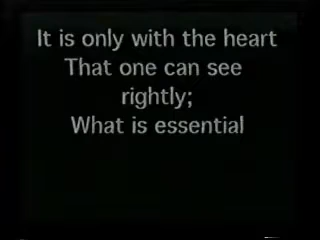 It is only with the heart
That one can see
rightly;
What is essential